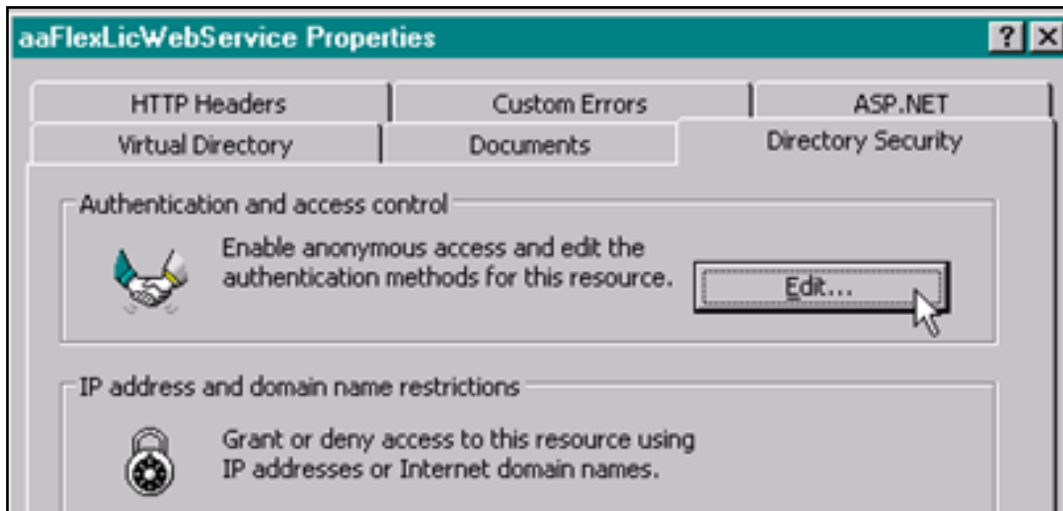 aaFlexLicWebService Properties
? X
HTTP Headers
Custom Errors
ASP.NET
Virtual Directory
Documents
Directory Security
Authentication and access control
Enable anonymous access and edit the
authentication methods for this resource.
Edit...
IP address and domain name restrictions
Grant or deny access to this resource using
IP addresses or Internet domain names.